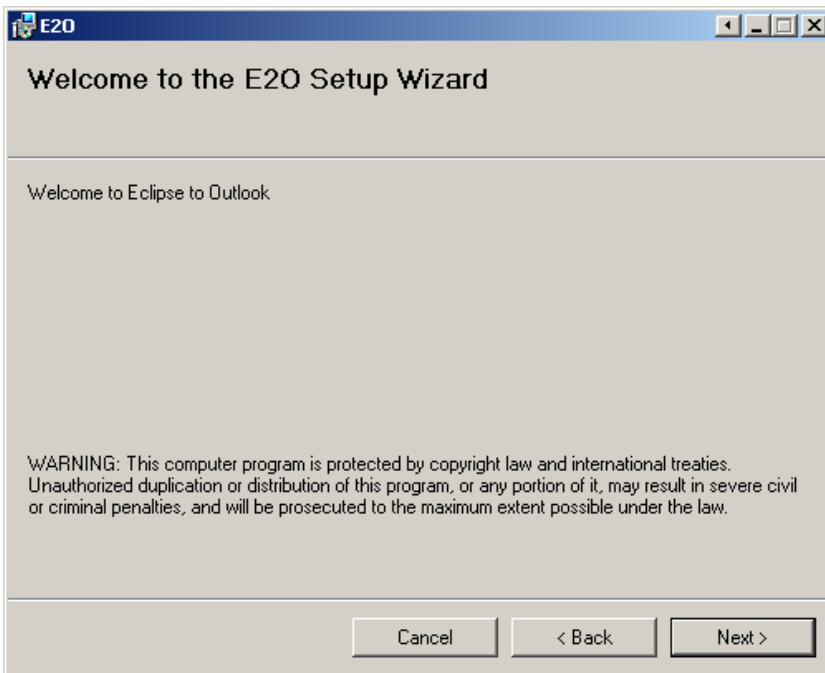 E2O
Welcome to the E2O Setup Wizard
Welcome to Eclipse to Outlook
WARNING: This computer program is protected by copyright law and international treaties.
Unauthorized duplication or distribution of this program, or any portion of it, may result in severe civil
or criminal penalties, and will be prosecuted to the maximum extent possible under the law.
Cancel < Back Next >